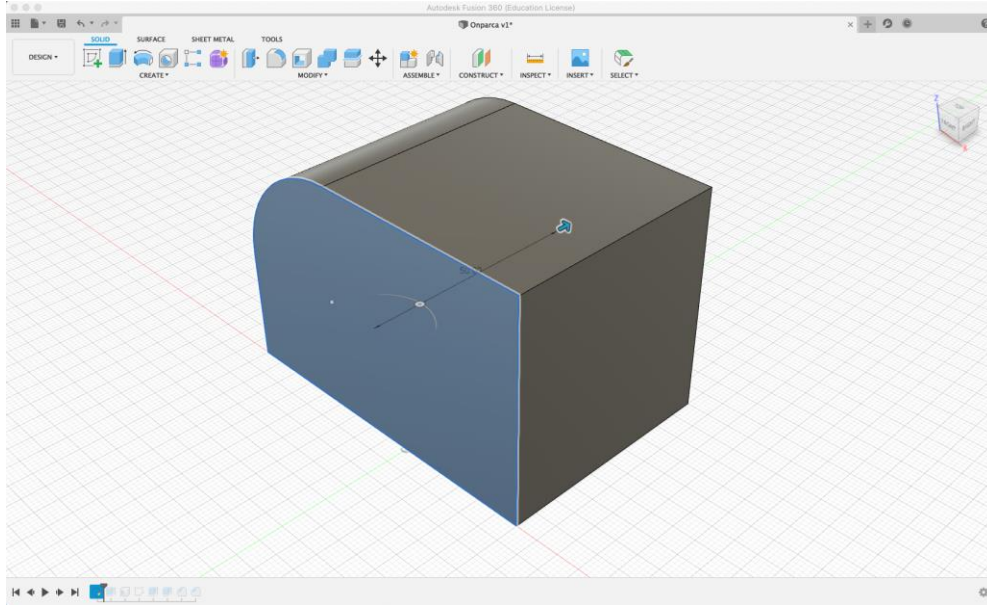 Autodesk Fusion 360 (Education License)
Onparca v1*
SOLID SURFACE SHEET METAL TOOLS
DESIGN
CREATE MODIFY ASSEMBLE CONSTRUCT INSPECT INSERT SELECT
Z
FRONT
X